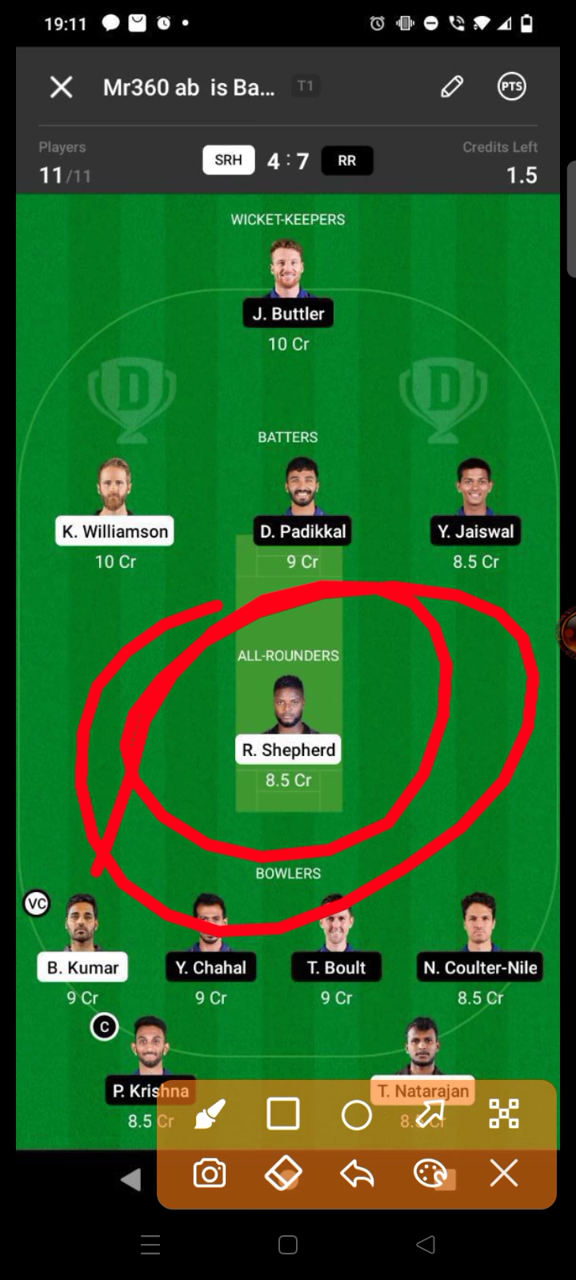 19:11
Mr360 ab is Ba... T1 PTS
Players Credits Left
11/11 SRH 4 : 7 RR 1.5
WICKET-KEEPERS
J. Buttler
10 Cr
BATTERS
K. Williamson D. Padikkal Y. Jaiswal
10 Cr 9 Cr 8.5 Cr
ALL-ROUNDERS
R. Shepherd
8.5 Cr
BOWLERS
VC
B. Kumar Y. Chahal T. Boult N. Coulter-Nile
9 Cr 9 Cr 9 Cr 8.5 Cr
C
P. Krishna T. Natarajan
8.5 Cr